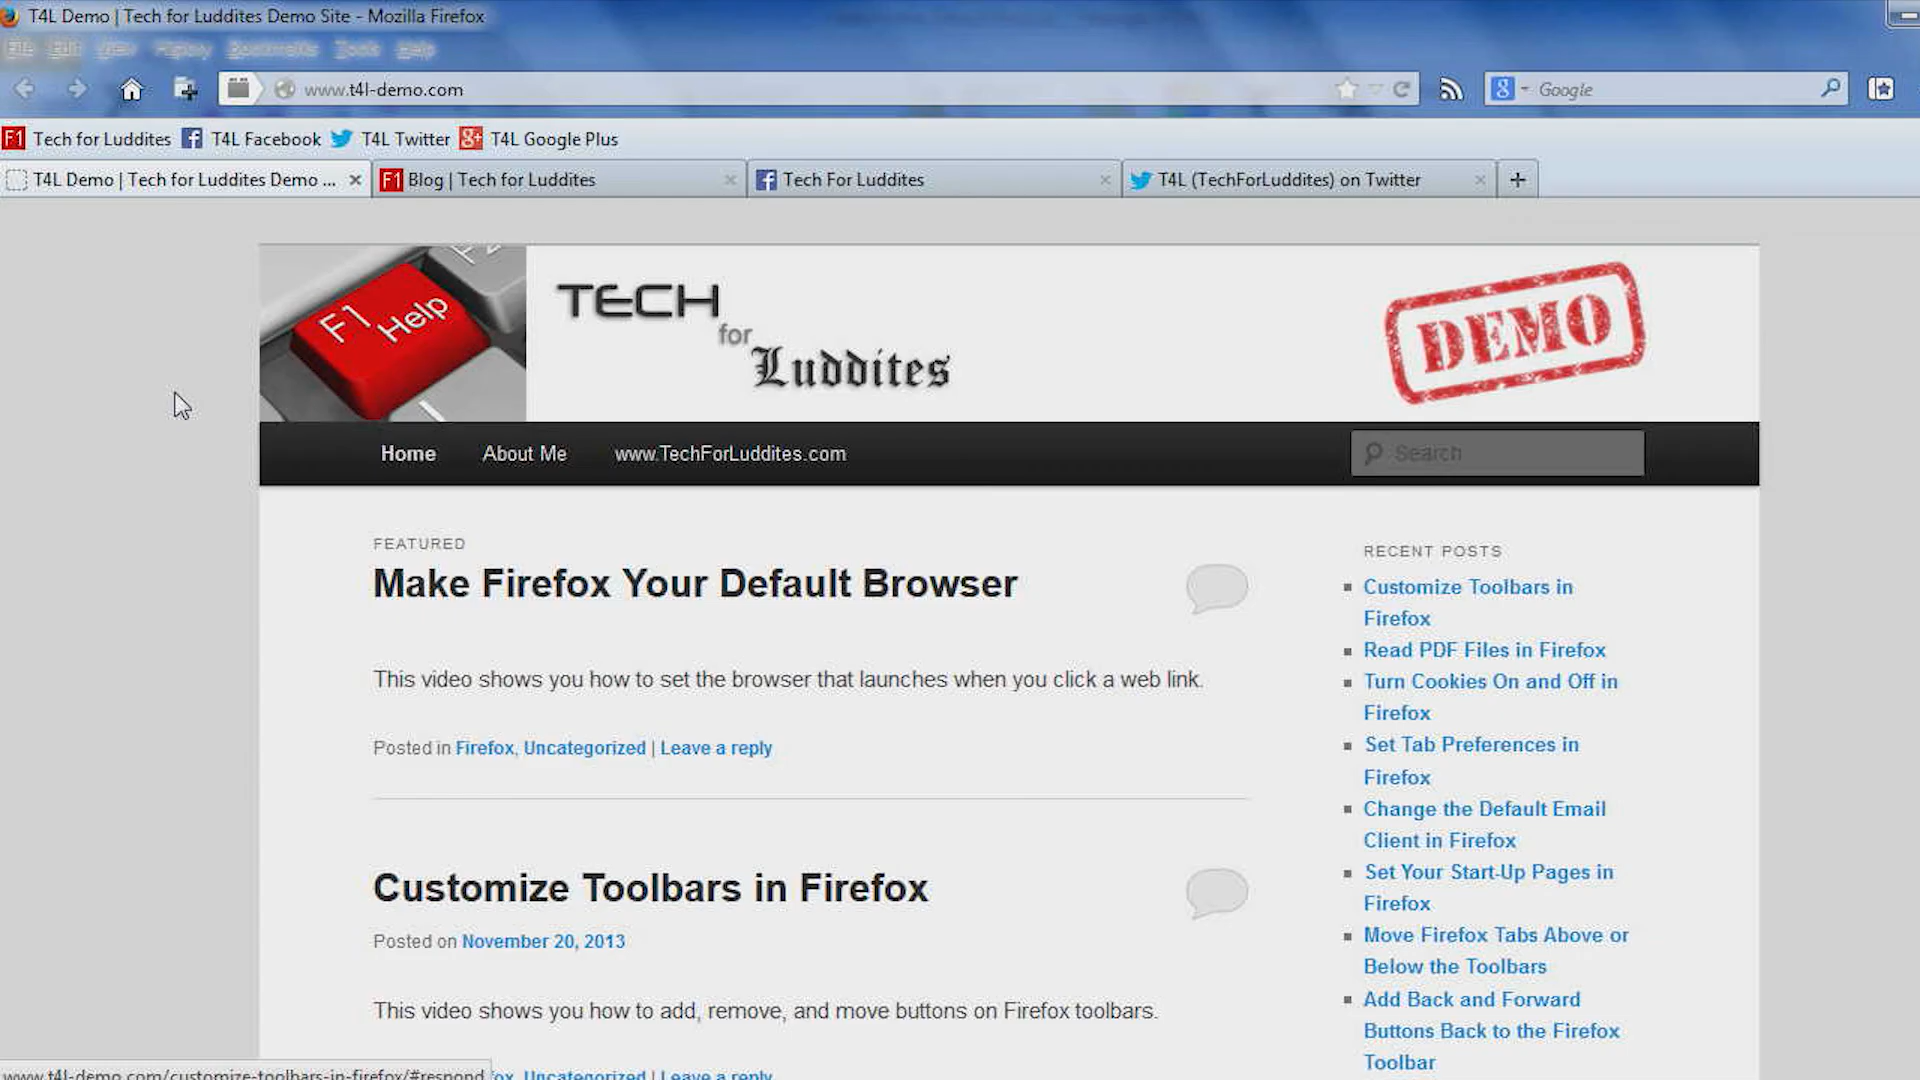 T4L Demo | Tech for Luddites Demo Site - Mozilla Firefox
File Edit View History Bookmarks Tools Help
www.t4l-demo.com
Google
Tech for Luddites T4L Facebook T4L Twitter T4L Google Plus
T4L Demo | Tech for Luddites Demo ... Blog | Tech for Luddites Tech For Luddites T4L (TechForLuddites) on Twitter
F1 Help
TECH
for
Luddites
DEMO
Home About Me www.TechForLuddites.com Search
FEATURED
Make Firefox Your Default Browser
This video shows you how to set the browser that launches when you click a web link.
Posted in Firefox, Uncategorized | Leave a reply
Customize Toolbars in Firefox
Posted on November 20, 2013
This video shows you how to add, remove, and move buttons on Firefox toolbars.
www.t4l-demo.com/customize-toolbars-in-firefox/#respond
fox, Uncategorized | Leave a reply
RECENT POSTS
Customize Toolbars in
Firefox
Read PDF Files in Firefox
Turn Cookies On and Off in
Firefox
Set Tab Preferences in
Firefox
Change the Default Email
Client in Firefox
Set Your Start-Up Pages in
Firefox
Move Firefox Tabs Above or
Below the Toolbars
Add Back and Forward
Buttons Back to the Firefox
Toolbar